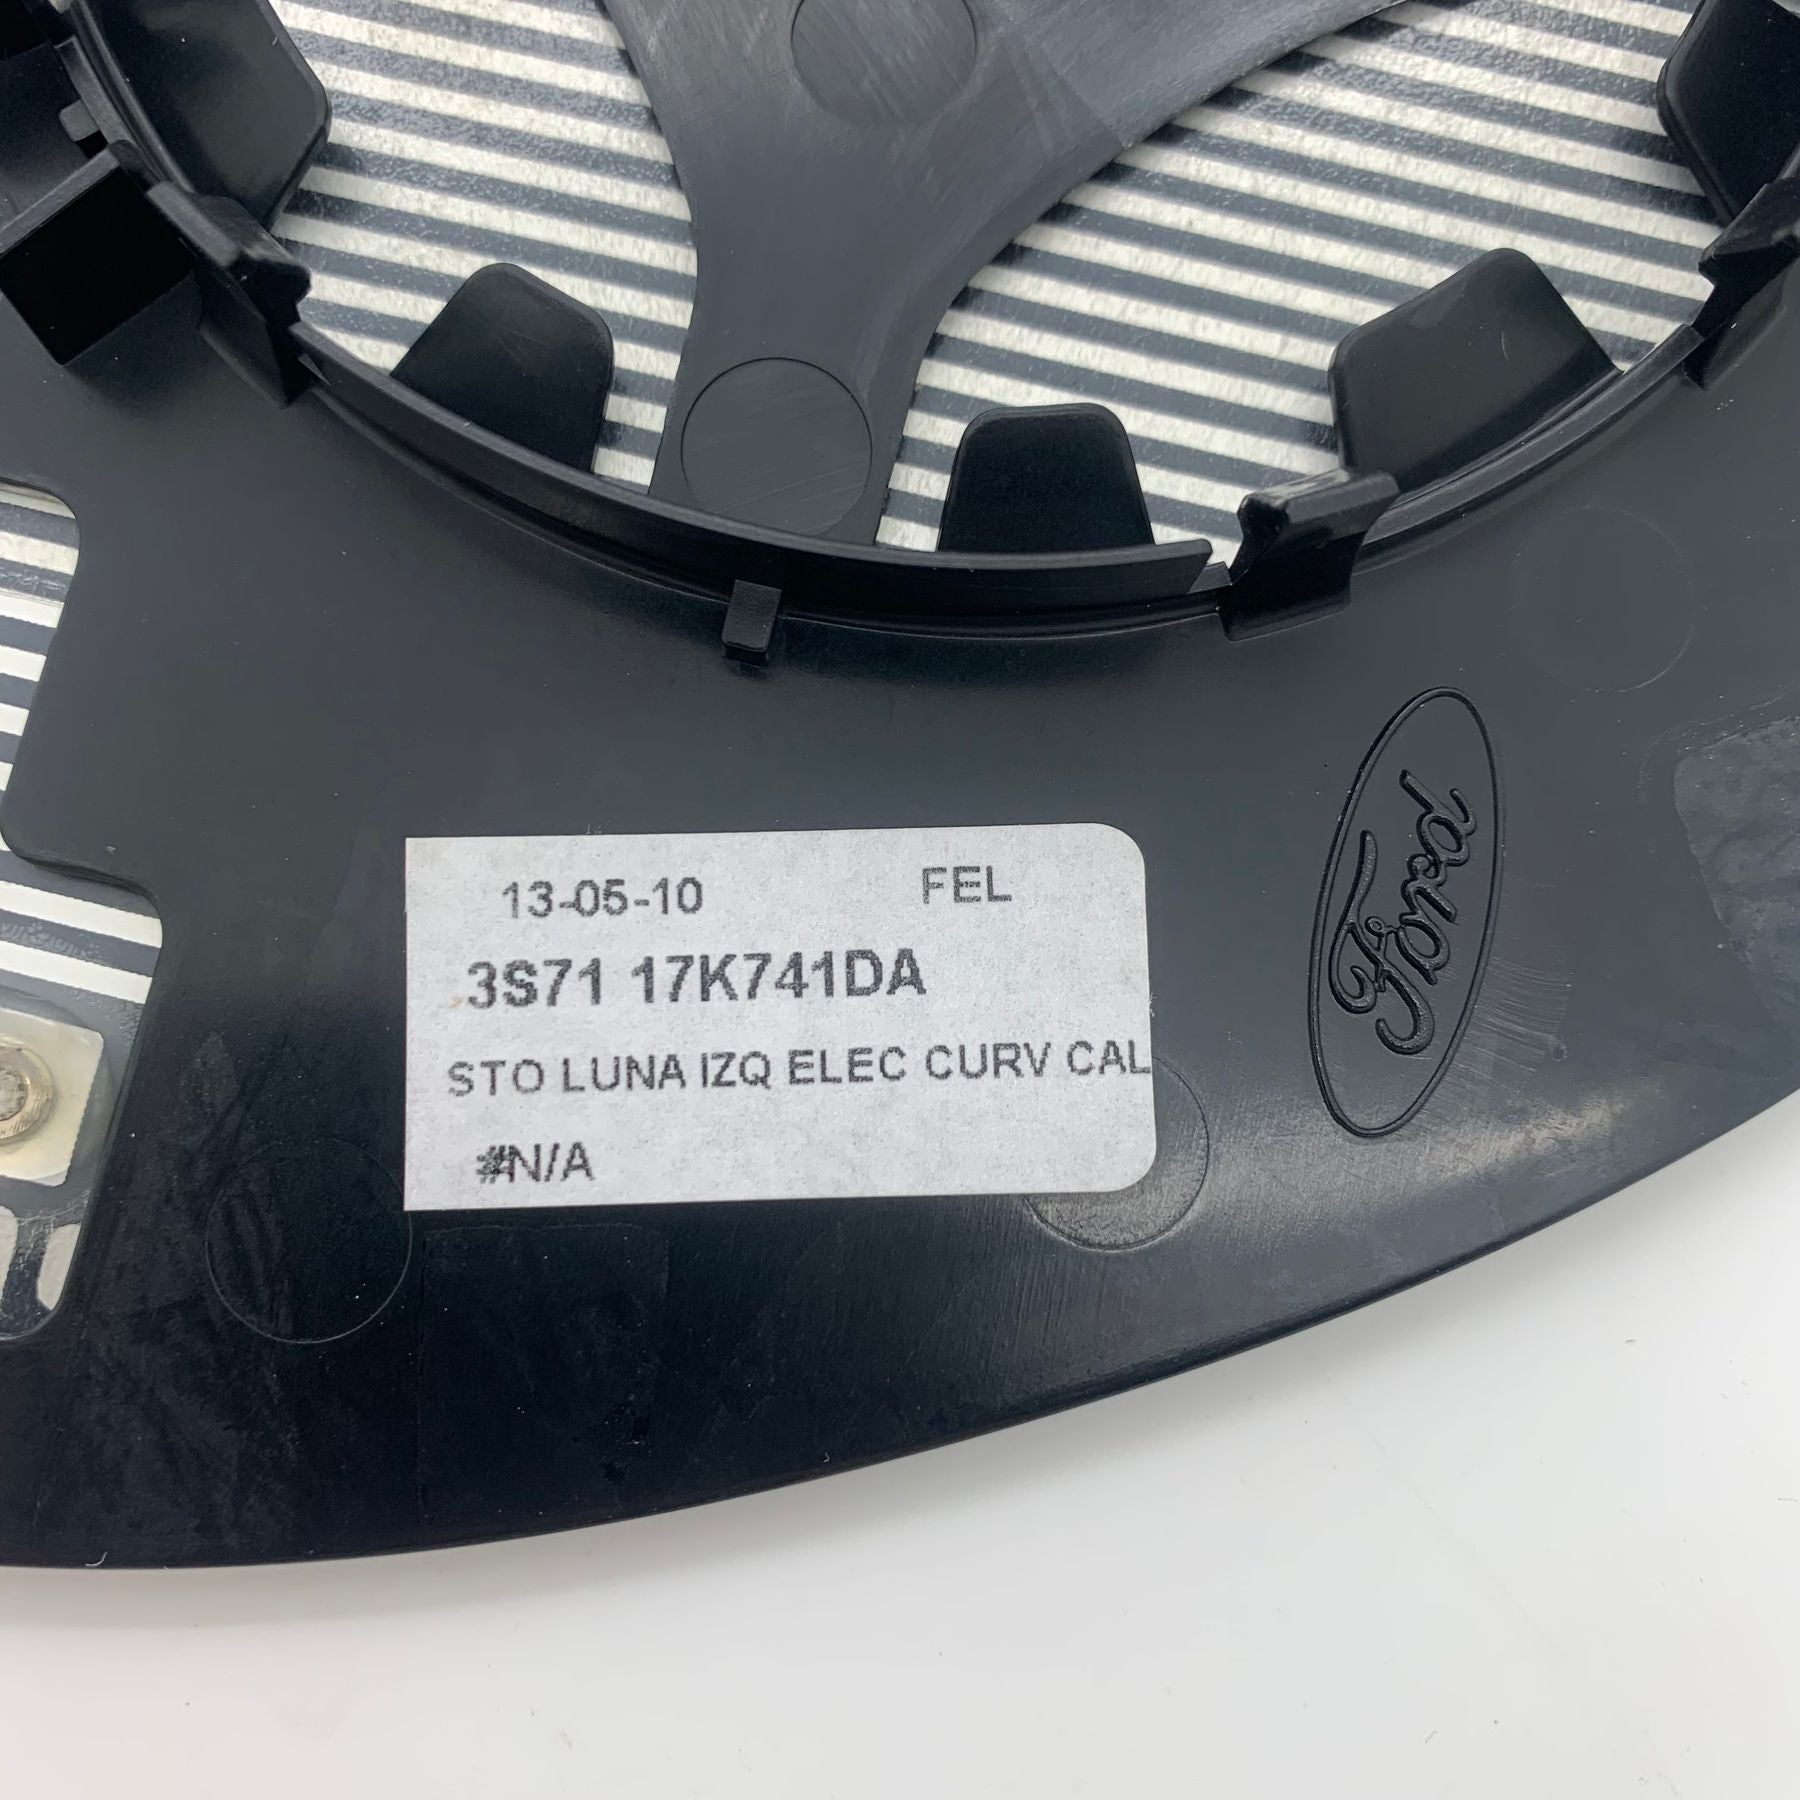 13-05-10 FEL
3S71 17K741DA
STO LUNA IZQ ELEC CURV CAL
#N/A
Ford